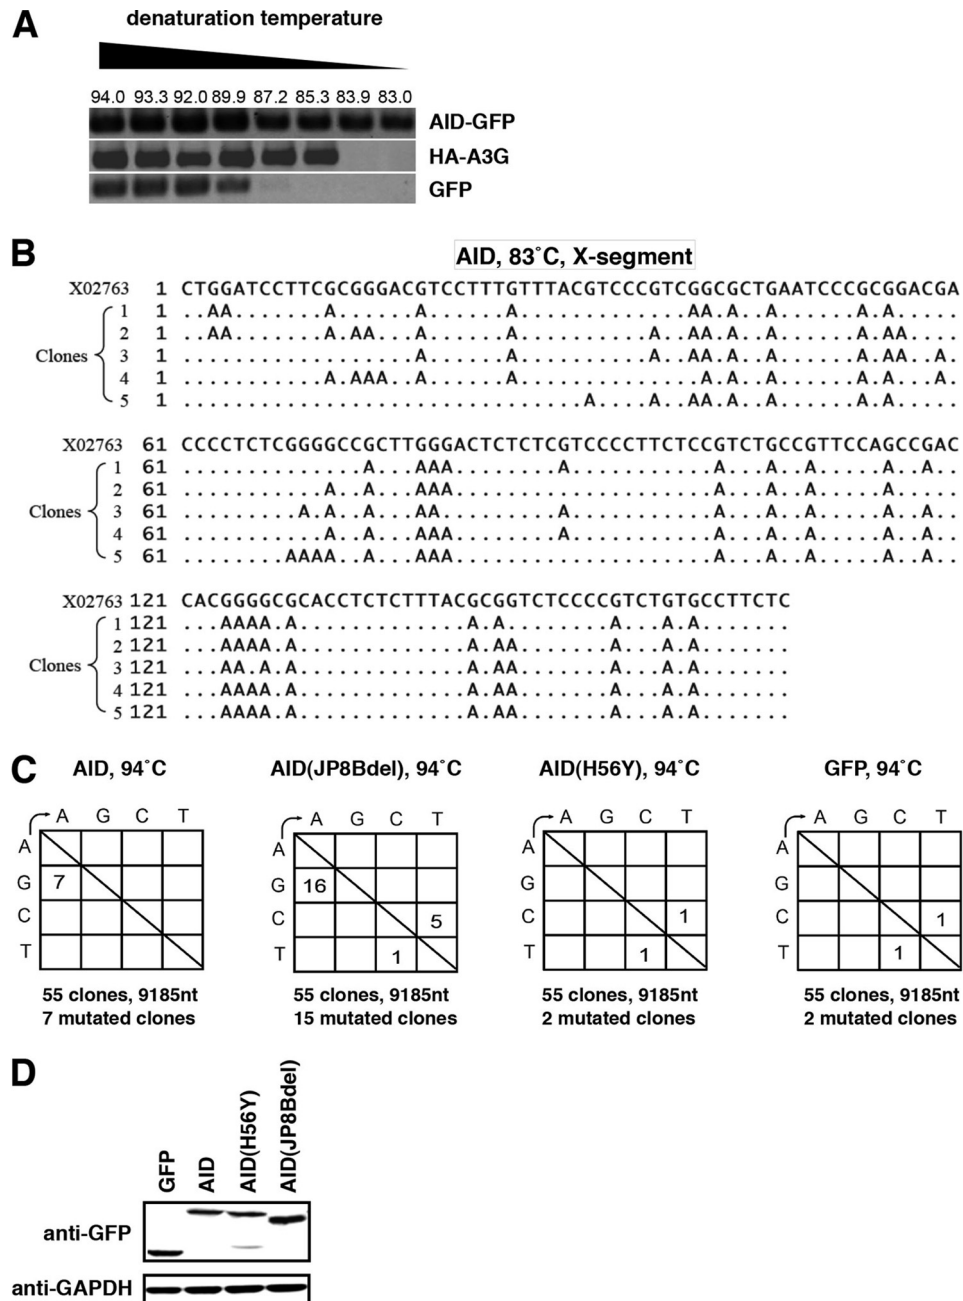 A
denaturation temperature
94.0 93.3 92.0 89.9 87.2 85.3 83.9 83.0
AID-GFP
HA-A3G
GFP
B
AID, 83°C, X-segment
X02763 1 CTGGATCCTTCGCGGGACGTCCTTTGTTTACGTCCCGTCGGCGCTGAATCCCGCGGACGA
1 1 ..AA.......A......A......A.............AA.A..A......A.A.....
2 1 ..AA.......A.AA...A......A..........A..AA.A..A......A.AA....
Clones 3 1 ..................A......A..........A..AA.A..A......A.AA..A.
4 1 ...........A.AAA..A......A..............A.A..A......A.A...A.
5 1 ...............................A....A..AA.A..A......A.A.....
X02763 61 CCCCTCTCGGGGCCGCTTGGGACTCTCTCGTCCCCTTCTCCGTCTGCCGTTCCAGCCGAC
1 61 ..............A...AAA........A...........A...A..A.....A..A..
2 61 ...........A..A...AAA....................A...A..A.....A.....
Clones 3 61 .........A.A..A...AA.........A...........A...A..A.....A..A..
4 61 ...........A..A...AAA........A...........A...A..A.....A..A..
5 61 ........AAAA..A...AAA....................A...A..A.....A..A..
X02763 121 CACGGGGCGCACCTCTCTTTACGCGGTCTCCCCGTCTGTGCCTTCTC
1 121 ...AAAA.A.............A.A........A...A.A.......
2 121 ...AAAA.A.............A.AA.......A...A.A.......
Clones 3 121 ...AA.A.A.............A.AA.......A...A.A.......
4 121 ...AAAA.A.............A.AA.......A...A.A.......
5 121 ...AAAA.A.............A.AA.......A...A.A.......
C
AID, 94°C
A G C T
A
G 7
C
T
55 clones, 9185nt
7 mutated clones
AID(JP8Bdel), 94°C
A G C T
A
G 16
C 5
T 1
55 clones, 9185nt
15 mutated clones
AID(H56Y), 94°C
A G C T
A
G
C 1
T 1
55 clones, 9185nt
2 mutated clones
GFP, 94°C
A G C T
A
G
C 1
T 1
55 clones, 9185nt
2 mutated clones
D
GFP
AID
AID(H56Y)
AID(JP8Bdel)
anti-GFP
anti-GAPDH